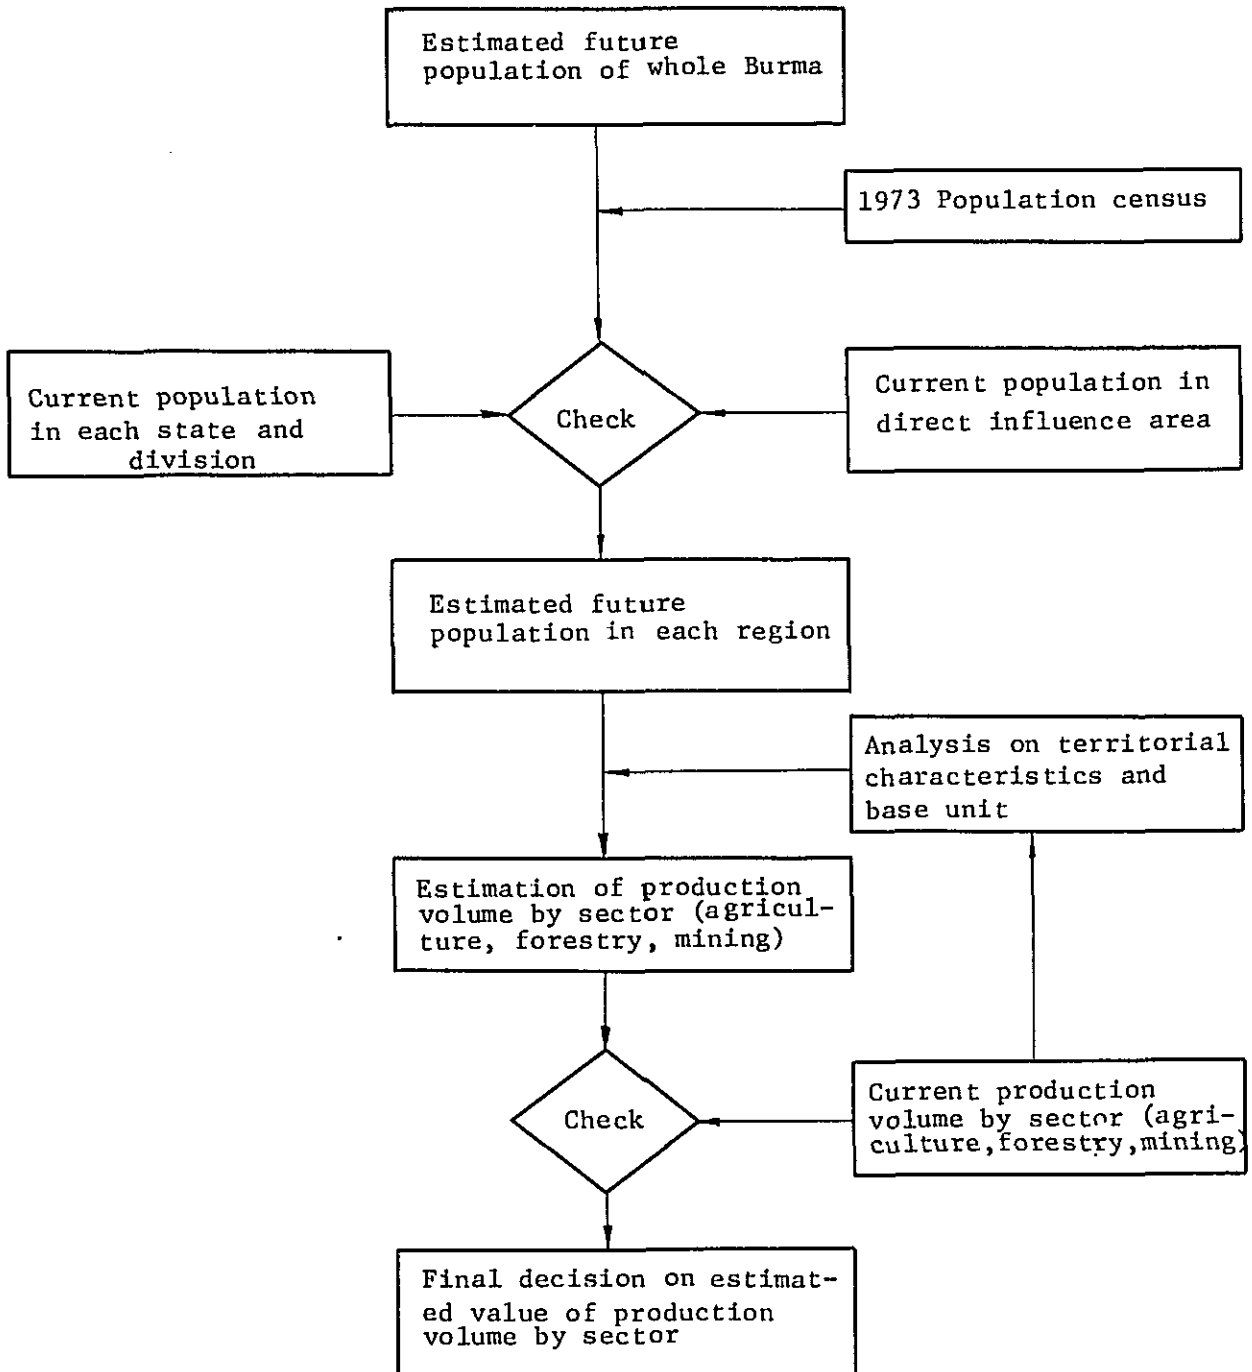 Estimated future
population of whole Burma
1973 Population census
Current population
in each state and
division
Check
Current population in
direct influence area
Estimated future
population in each region
Analysis on territorial
characteristics and
base unit
Estimation of production
volume by sector (agricul-
ture, forestry, mining)
Check
Current production
volume by sector (agri-
culture,forestry,mining)
Final decision on estimat-
ed value of production
volume by sector